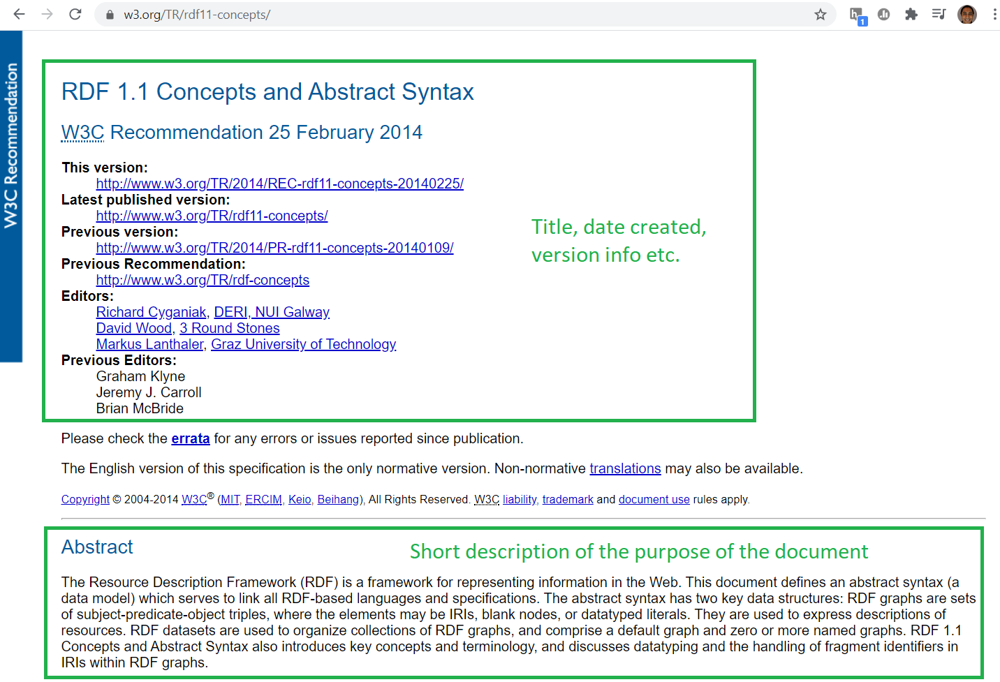 w3.org/TR/rdf11-concepts/
1
W3C Recommendation
RDF 1.1 Concepts and Abstract Syntax
W3C Recommendation 25 February 2014
This version:
http://www.w3.org/TR/2014/REC-rdf11-concepts-20140225/
Latest published version:
http://www.w3.org/TR/rdf11-concepts/
Previous version:
http://www.w3.org/TR/2014/PR-rdf11-concepts-20140109/
Previous Recommendation:
http://www.w3.org/TR/rdf-concepts
Editors:
Richard Cyganiak, DERI, NUI Galway
David Wood, 3 Round Stones
Markus Lanthaler, Graz University of Technology
Previous Editors:
Graham Klyne
Jeremy J. Carroll
Brian McBride
Title, date created,
version info etc.
Please check the errata for any errors or issues reported since publication.
The English version of this specification is the only normative version. Non-normative translations may also be available.
Copyright © 2004-2014 W3C® (MIT, ERCIM, Keio, Beihang), All Rights Reserved. W3C liability, trademark and document use rules apply.
Abstract
Short description of the purpose of the document
The Resource Description Framework (RDF) is a framework for representing information in the Web. This document defines an abstract syntax (a
data model) which serves to link all RDF-based languages and specifications. The abstract syntax has two key data structures: RDF graphs are sets
of subject-predicate-object triples, where the elements may be IRIs, blank nodes, or datatyped literals. They are used to express descriptions of
resources. RDF datasets are used to organize collections of RDF graphs, and comprise a default graph and zero or more named graphs. RDF 1.1
Concepts and Abstract Syntax also introduces key concepts and terminology, and discusses datatyping and the handling of fragment identifiers in
IRIs within RDF graphs.